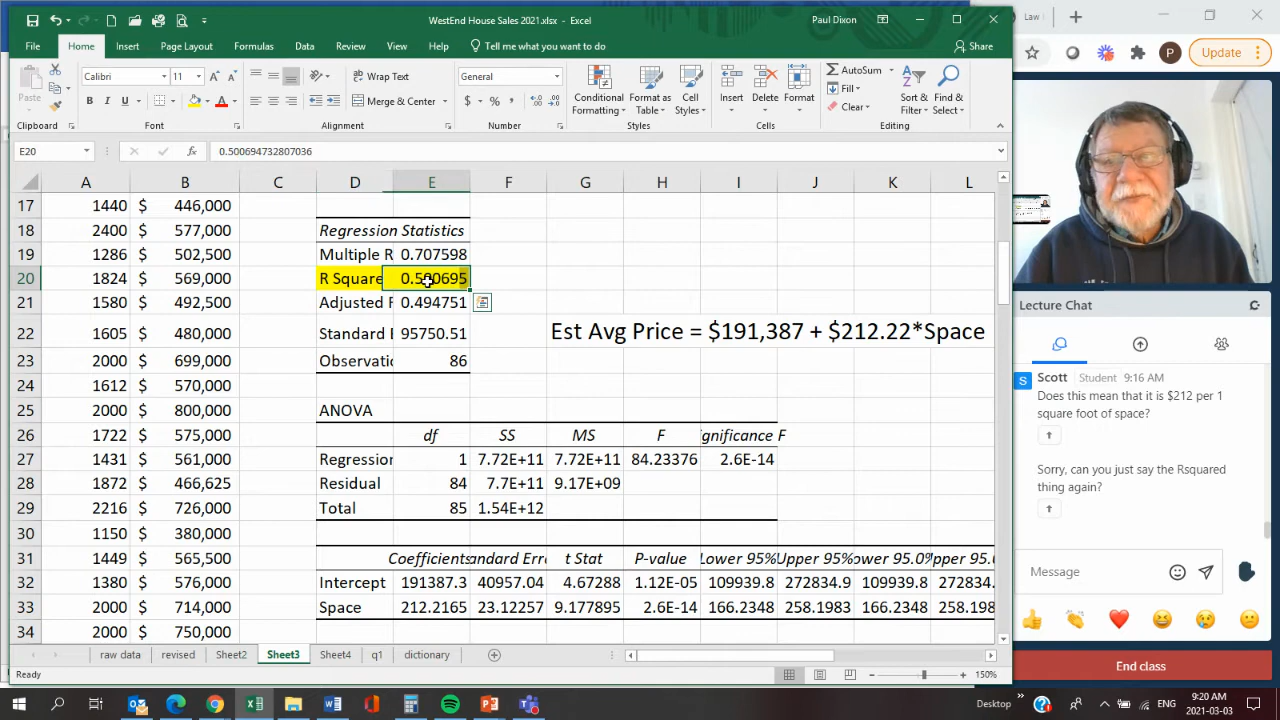 WestEnd House Sales 2021.xlsx - Excel
Paul Dixon
Law
File Home Insert Page Layout Formulas Data Review View Help Tell me what you want to do Share
P Update
Paste
Calibri 11
B I U
Wrap Text
Merge & Center
General
$ % ,
Conditional Formatting
Format as Table
Cell Styles
Insert Delete Format
AutoSum
Fill
Clear
Sort & Filter
Find & Select
Clipboard Font Alignment Number Styles Cells Editing
E20 fx 0.500694732807036
A B C D E F G H I J K L
17 1440 $ 446,000
18 2400 $ 577,000 Regression Statistics
19 1286 $ 502,500 Multiple R 0.707598
20 1824 $ 569,000 R Square 0.500695
21 1580 $ 492,500 Adjusted F 0.494751
22 1605 $ 480,000 Standard E 95750.51 Est Avg Price = $191,387 + $212.22*Space
23 2000 $ 699,000 Observatio 86
24 1612 $ 570,000
25 2000 $ 800,000 ANOVA
26 1722 $ 575,000 df SS MS F gnificance F
27 1431 $ 561,000 Regression 1 7.72E+11 7.72E+11 84.23376 2.6E-14
28 1872 $ 466,625 Residual 84 7.7E+11 9.17E+09
29 2216 $ 726,000 Total 85 1.54E+12
30 1150 $ 380,000
31 1449 $ 565,500 Coefficients andard Erro t Stat P-value Lower 95% Upper 95% ower 95.0% pper 95.0
32 1380 $ 576,000 Intercept 191387.3 40957.04 4.67288 1.12E-05 109939.8 272834.9 109939.8 272834.
33 2000 $ 714,000 Space 212.2165 23.12257 9.177895 2.6E-14 166.2348 258.1983 166.2348 258.198
34 2000 $ 750,000
raw data revised Sheet2 Sheet3 Sheet4 q1 dictionary
Ready
150%
Lecture Chat
S Scott Student 9:16 AM
Does this mean that it is $212 per 1
square foot of space?
Sorry, can you just say the Rsquared
thing again?
Message
End class
Desktop
ENG
9:20 AM
2021-03-03